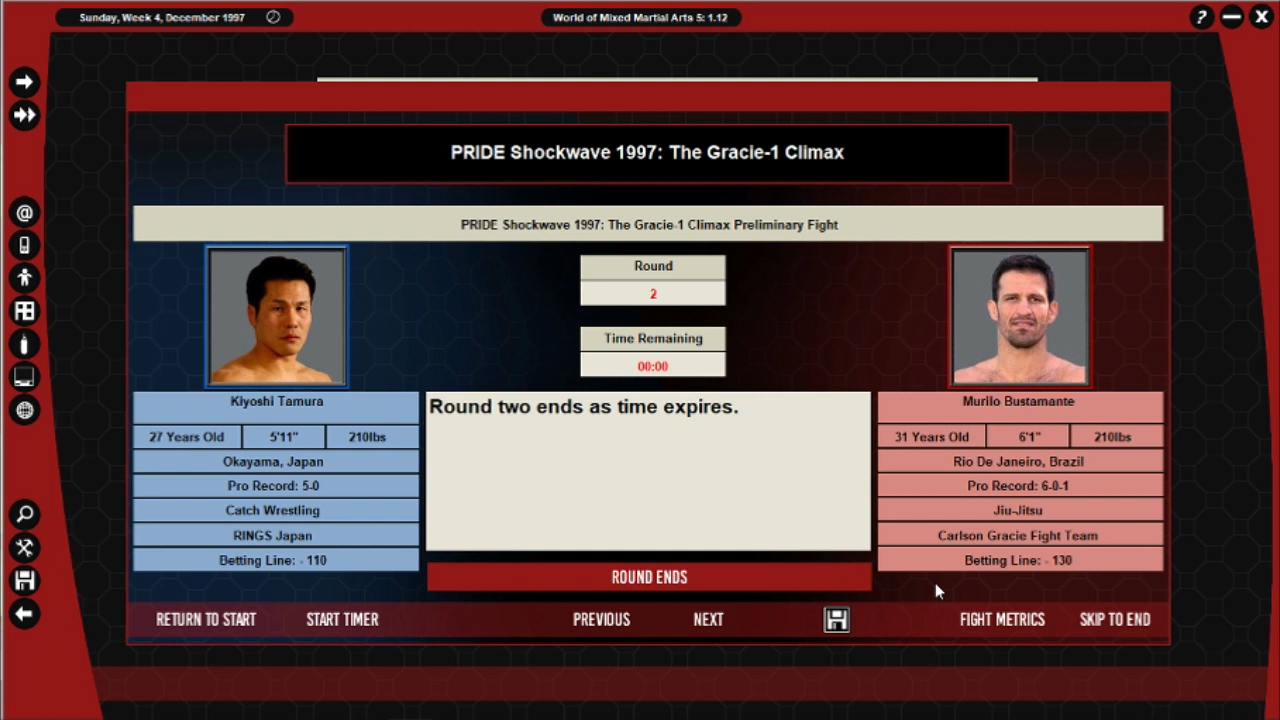 Sunday, Week 4, December 1997
World of Mixed Martial Arts 5: 1.12
?
X
@
PRIDE Shockwave 1997: The Gracie-1 Climax
PRIDE Shockwave 1997: The Gracie-1 Climax Preliminary Fight
Round
2
Time Remaining
00:00
Kiyoshi Tamura
27 Years Old
5'11"
210lbs
Okayama, Japan
Pro Record: 5-0
Catch Wrestling
RINGS Japan
Betting Line: - 110
Round two ends as time expires.
ROUND ENDS
Murilo Bustamante
31 Years Old
6'1"
210lbs
Rio De Janeiro, Brazil
Pro Record: 6-0-1
Jiu-Jitsu
Carlson Gracie Fight Team
Betting Line: - 130
RETURN TO START
START TIMER
PREVIOUS
NEXT
FIGHT METRICS
SKIP TO END